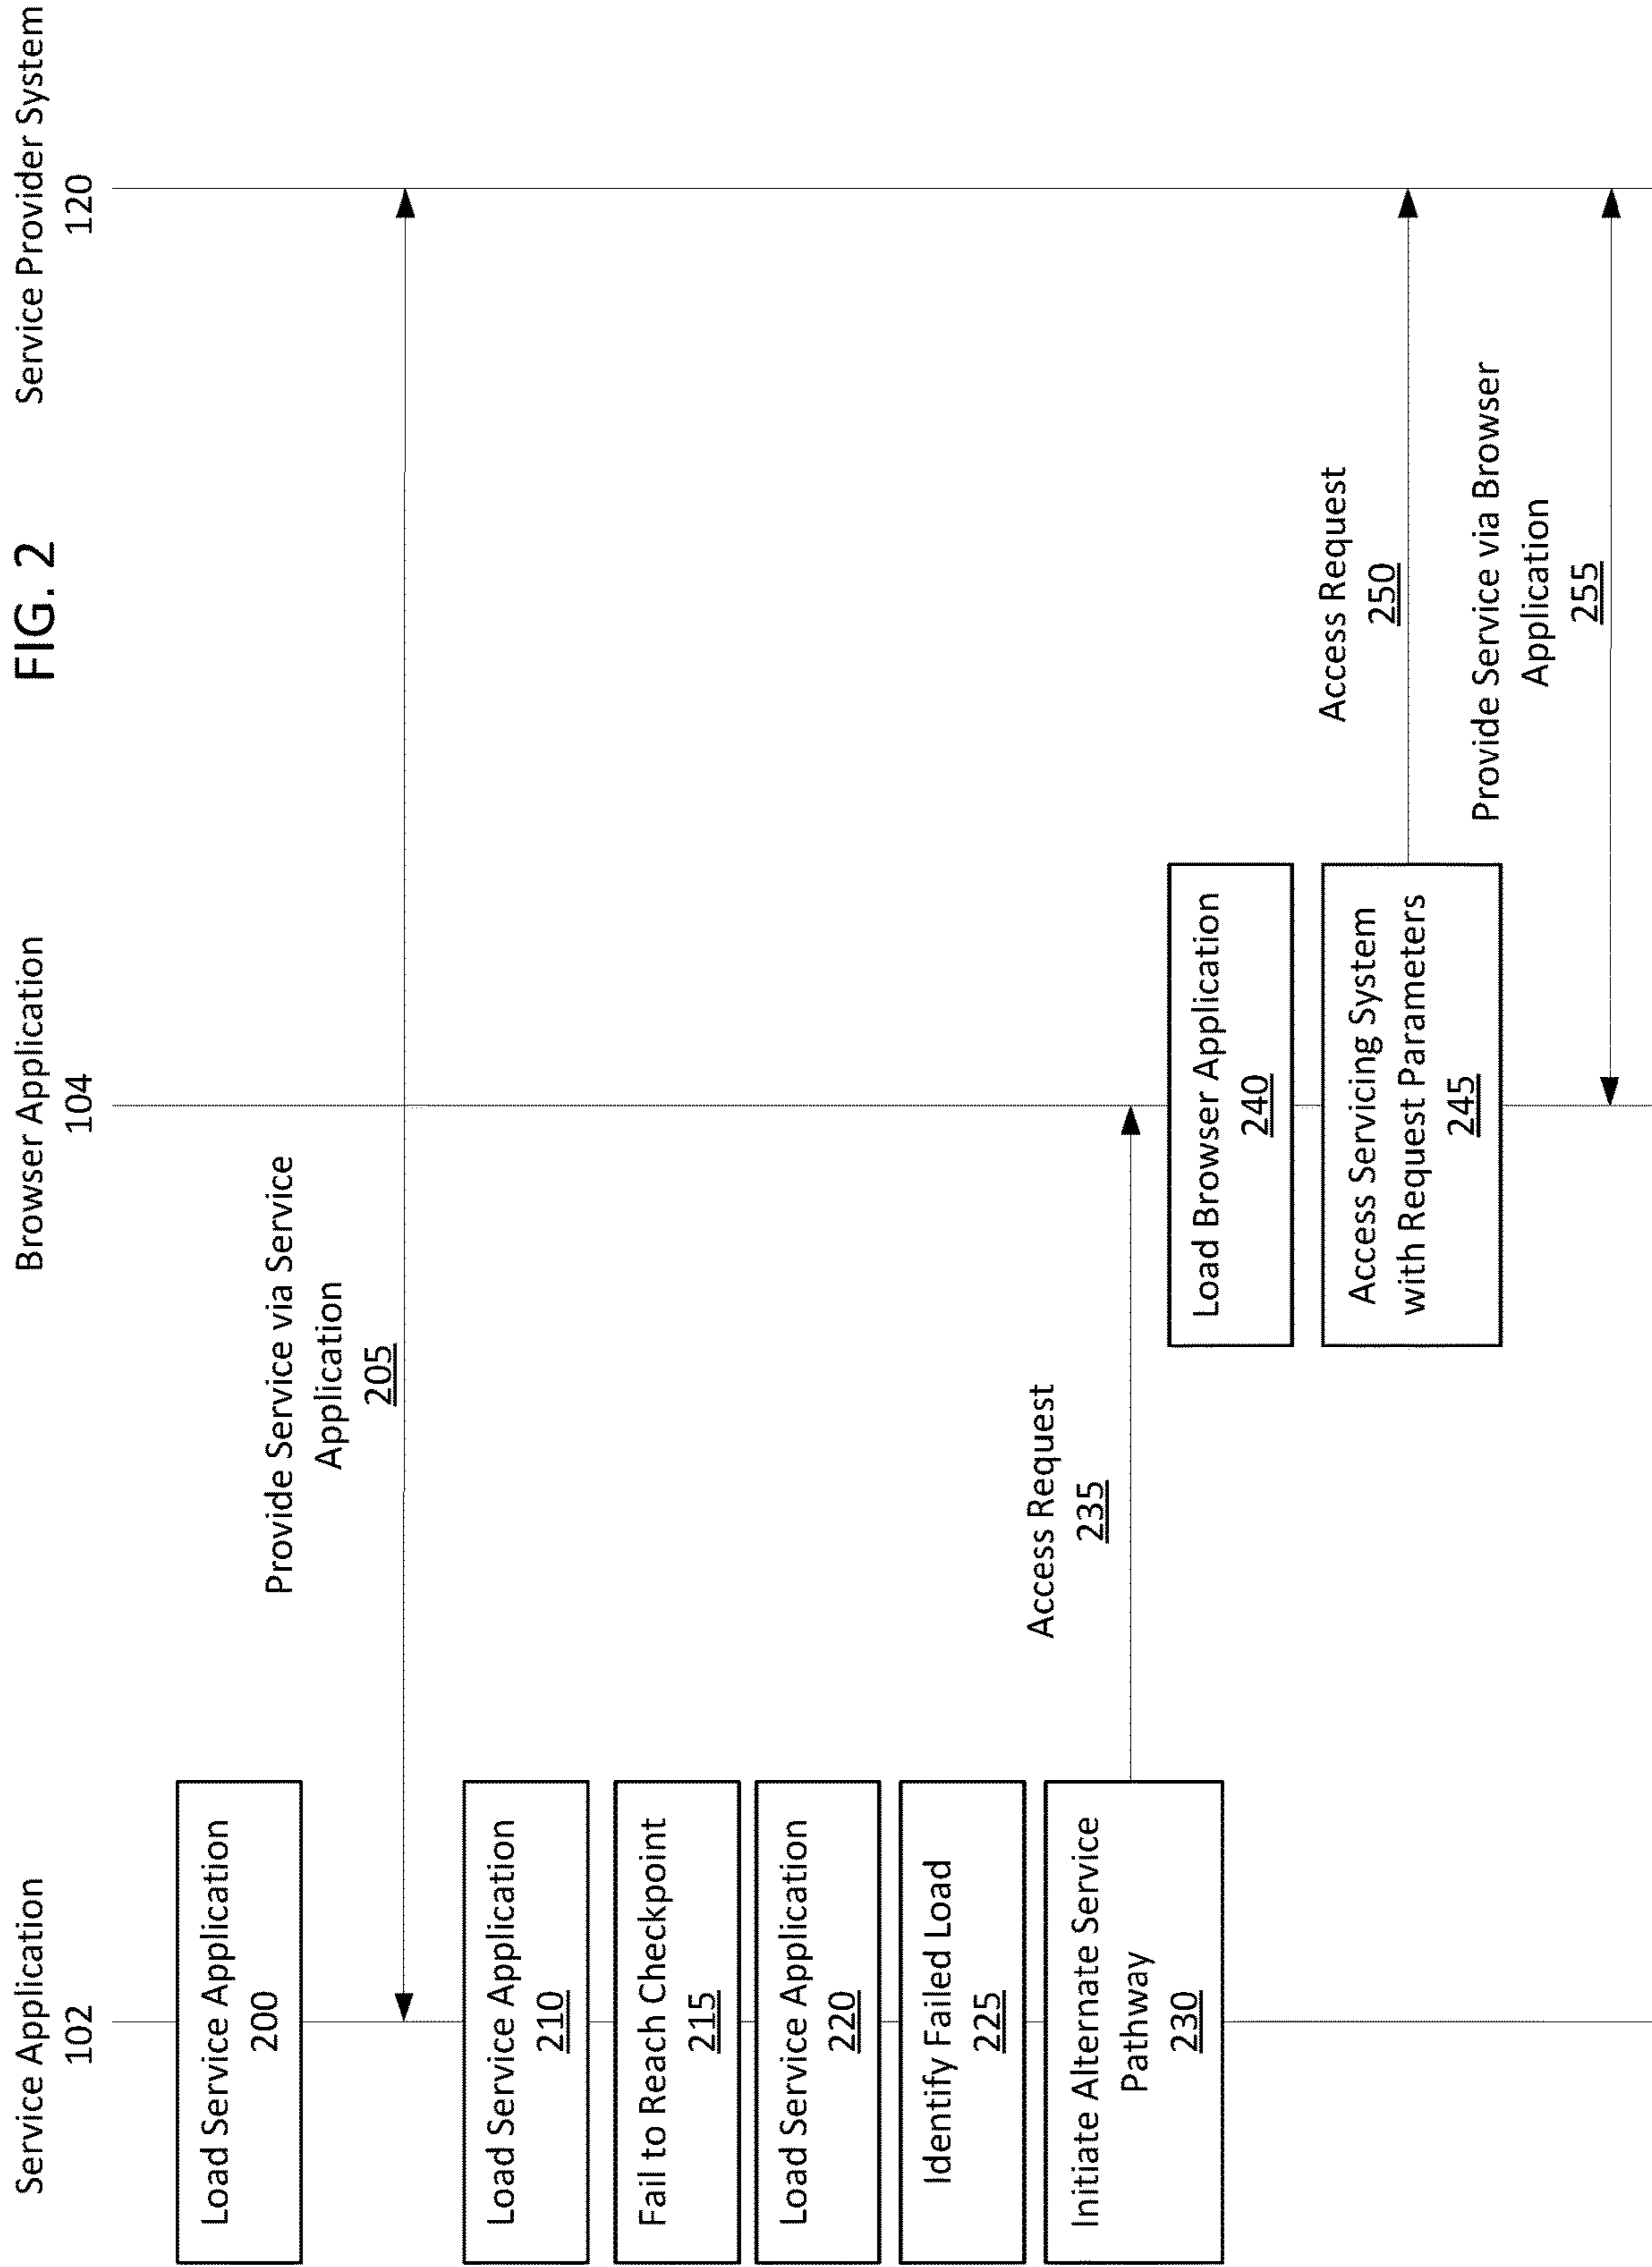 FIG. 2
Service Application
102
Browser Application
104
Service Provider System
120
Load Service Application
200
Provide Service via Service
Application
205
Load Service Application
210
Fail to Reach Checkpoint
215
Load Service Application
220
Identify Failed Load
225
Initiate Alternate Service
Pathway
230
Access Request
235
Load Browser Application
240
Access Servicing System
with Request Parameters
245
Access Request
250
Provide Service via Browser
Application
255